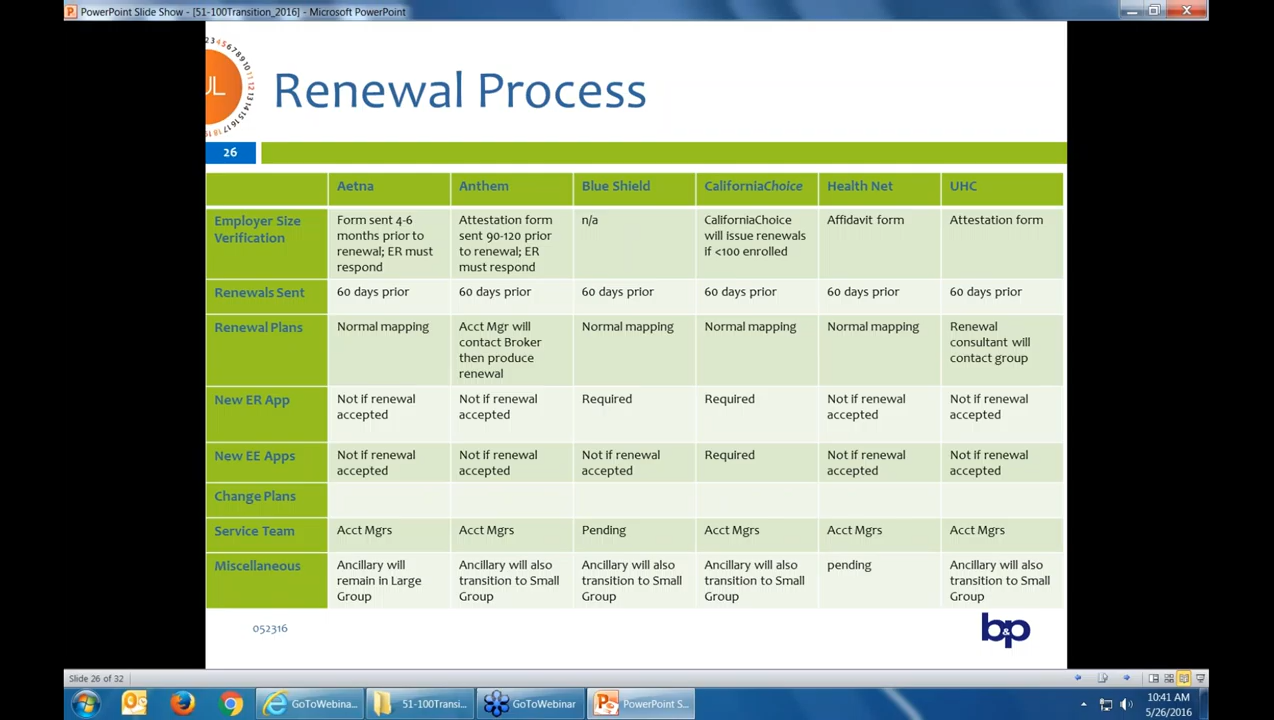 PowerPoint Slide Show - [51-100Transition_2016] - Microsoft PowerPoint
UL
Renewal Process
26
Aetna Anthem Blue Shield CaliforniaChoice Health Net UHC
Employer Size Verification
Form sent 4-6
months prior to
renewal; ER must
respond
Attestation form
sent 90-120 prior
to renewal; ER
must respond
n/a
CaliforniaChoice
will issue renewals
if <100 enrolled
Affidavit form
Attestation form
Renewals Sent
60 days prior
60 days prior
60 days prior
60 days prior
60 days prior
60 days prior
Renewal Plans
Normal mapping
Acct Mgr will
contact Broker
then produce
renewal
Normal mapping
Normal mapping
Normal mapping
Renewal
consultant will
contact group
New ER App
Not if renewal
accepted
Not if renewal
accepted
Required
Required
Not if renewal
accepted
Not if renewal
accepted
New EE Apps
Not if renewal
accepted
Not if renewal
accepted
Not if renewal
accepted
Required
Not if renewal
accepted
Not if renewal
accepted
Change Plans
Service Team
Acct Mgrs
Acct Mgrs
Pending
Acct Mgrs
Acct Mgrs
Acct Mgrs
Miscellaneous
Ancillary will
remain in Large
Group
Ancillary will also
transition to Small
Group
Ancillary will also
transition to Small
Group
Ancillary will also
transition to Small
Group
pending
Ancillary will also
transition to Small
Group
052316
b&p
Slide 26 of 32
GoToWebina...
51-100Transi...
GoToWebinar
PowerPoint S...
10:41 AM
5/26/2016